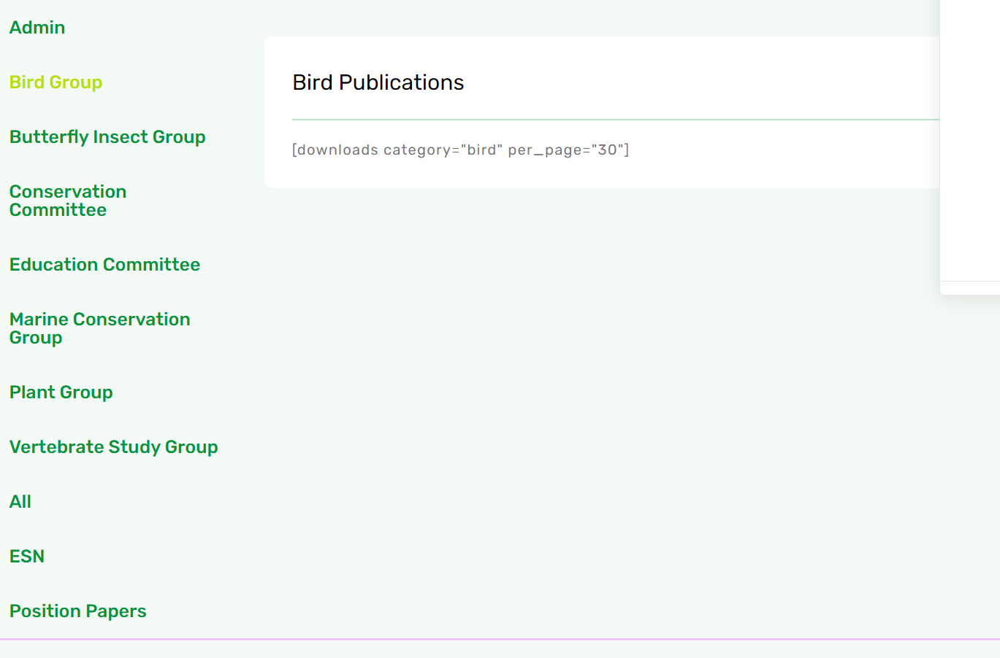 Admin
Bird Group
Butterfly Insect Group
Conservation
Committee
Education Committee
Marine Conservation
Group
Plant Group
Vertebrate Study Group
All
ESN
Position Papers
Bird Publications
[downloads category="bird" per_page="30"]